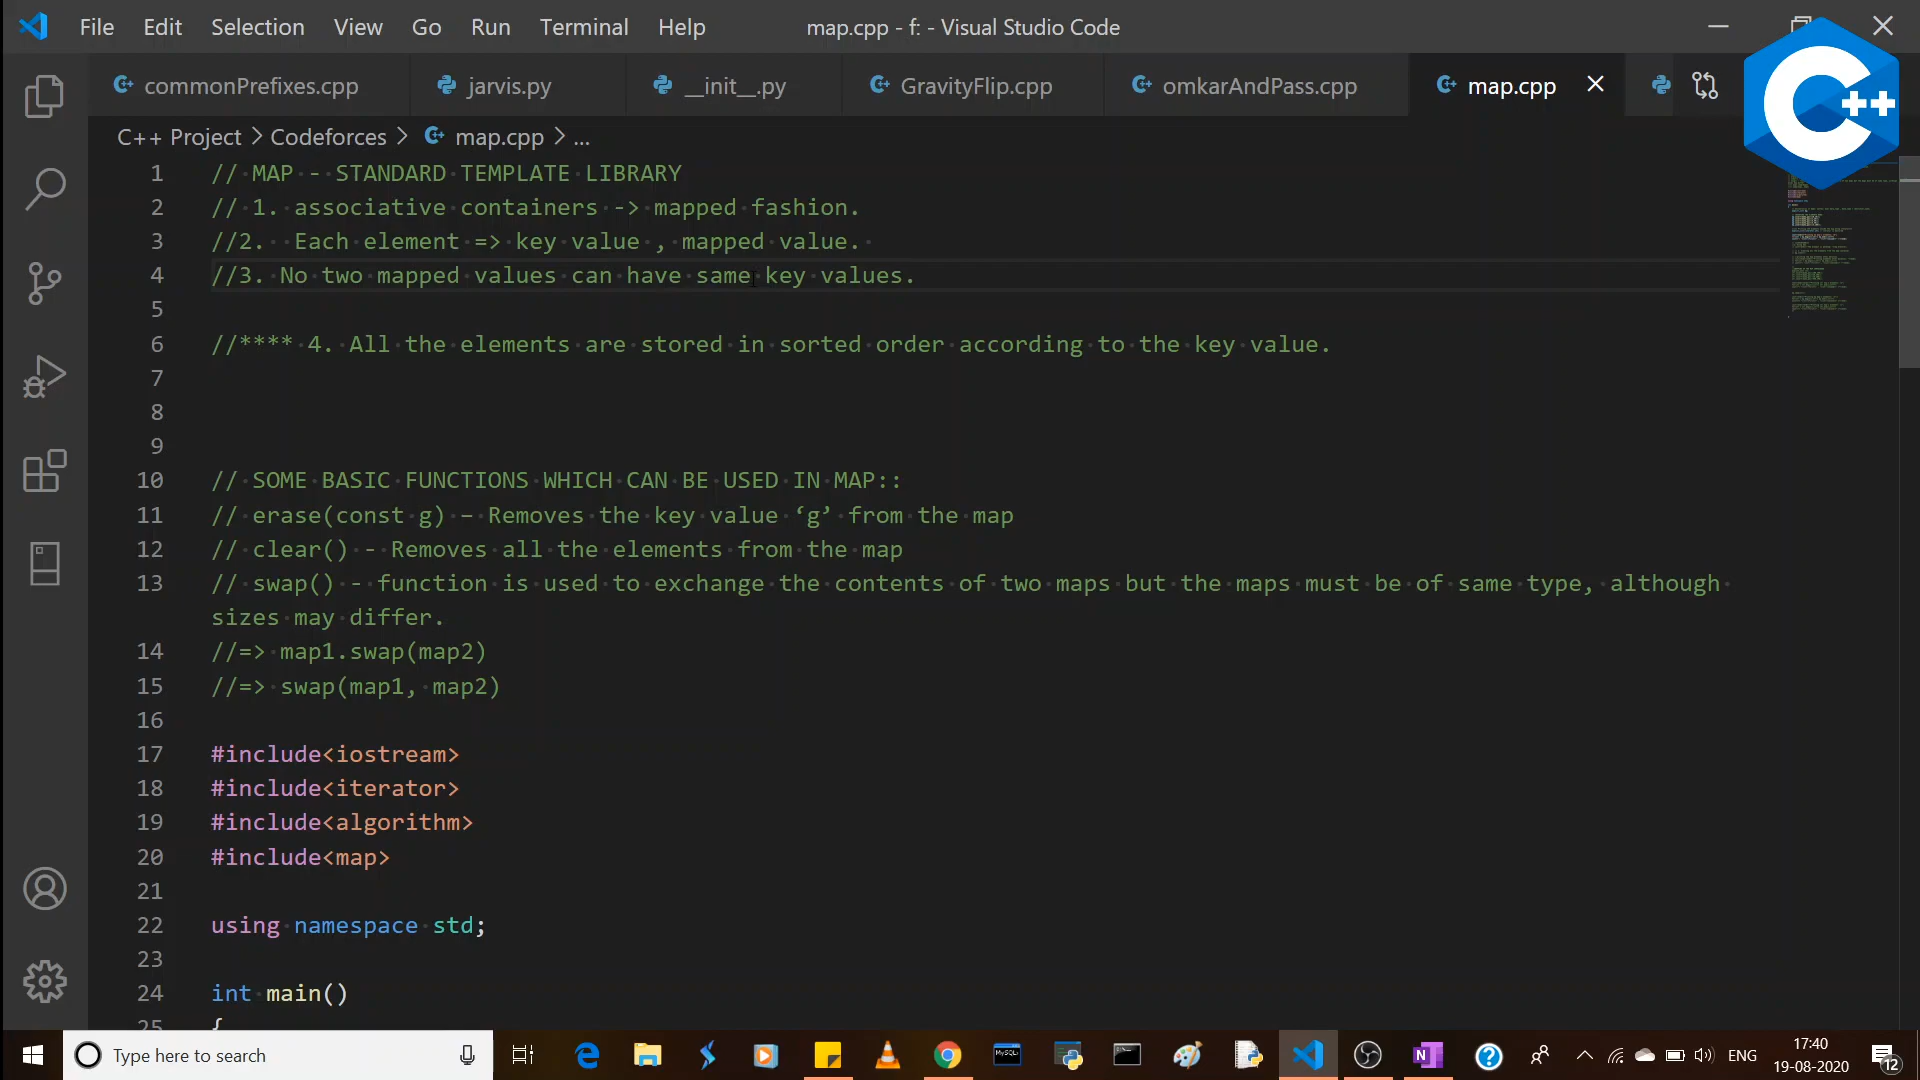 File Edit Selection View Go Run Terminal Help map.cpp - f: - Visual Studio Code
commonPrefixes.cpp jarvis.py __init__.py GravityFlip.cpp omkarAndPass.cpp map.cpp
C++
C++ Project > Codeforces > map.cpp > ...
1 // MAP - STANDARD TEMPLATE LIBRARY
2 // 1. associative containers -> mapped fashion.
3 //2.  Each element => key value , mapped value.
4 //3. No two mapped values can have same key values.
5
6 //**** 4. All the elements are stored in sorted order according to the key value.
7
8
9
10 // SOME BASIC FUNCTIONS WHICH CAN BE USED IN MAP::
11 // erase(const g) – Removes the key value ‘g’ from the map
12 // clear() - Removes all the elements from the map
13 // swap() - function is used to exchange the contents of two maps but the maps must be of same type, although
sizes may differ.
14 //=> map1.swap(map2)
15 //=> swap(map1, map2)
16
17 #include<iostream>
18 #include<iterator>
19 #include<algorithm>
20 #include<map>
21
22 using namespace std;
23
24 int main()
25 {
Type here to search ENG 17:40
19-08-2020 12